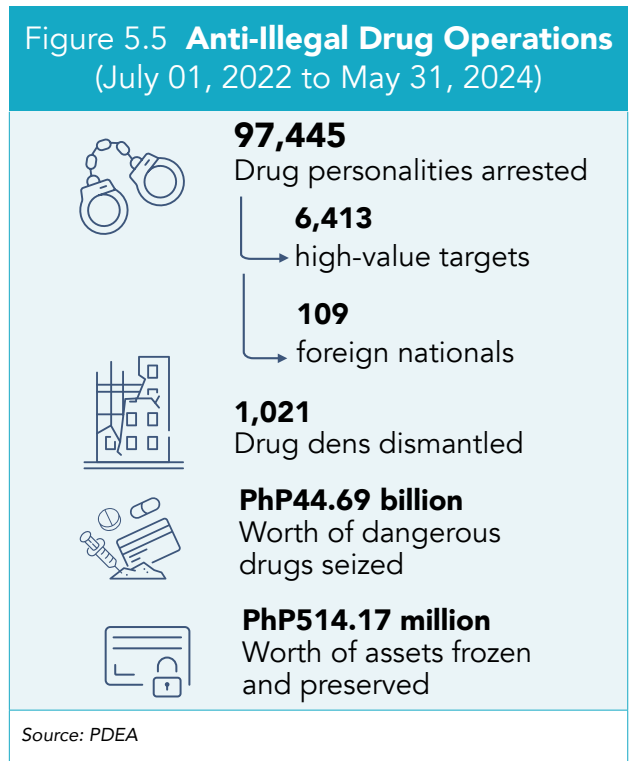 Figure 5.5 Anti-Illegal Drug Operations
(July 01, 2022 to May 31, 2024)
97,445
Drug personalities arrested
6,413
high-value targets
109
foreign nationals
1,021
Drug dens dismantled
PhP44.69 billion
Worth of dangerous
drugs seized
PhP514.17 million
Worth of assets frozen
and preserved
Source: PDEA